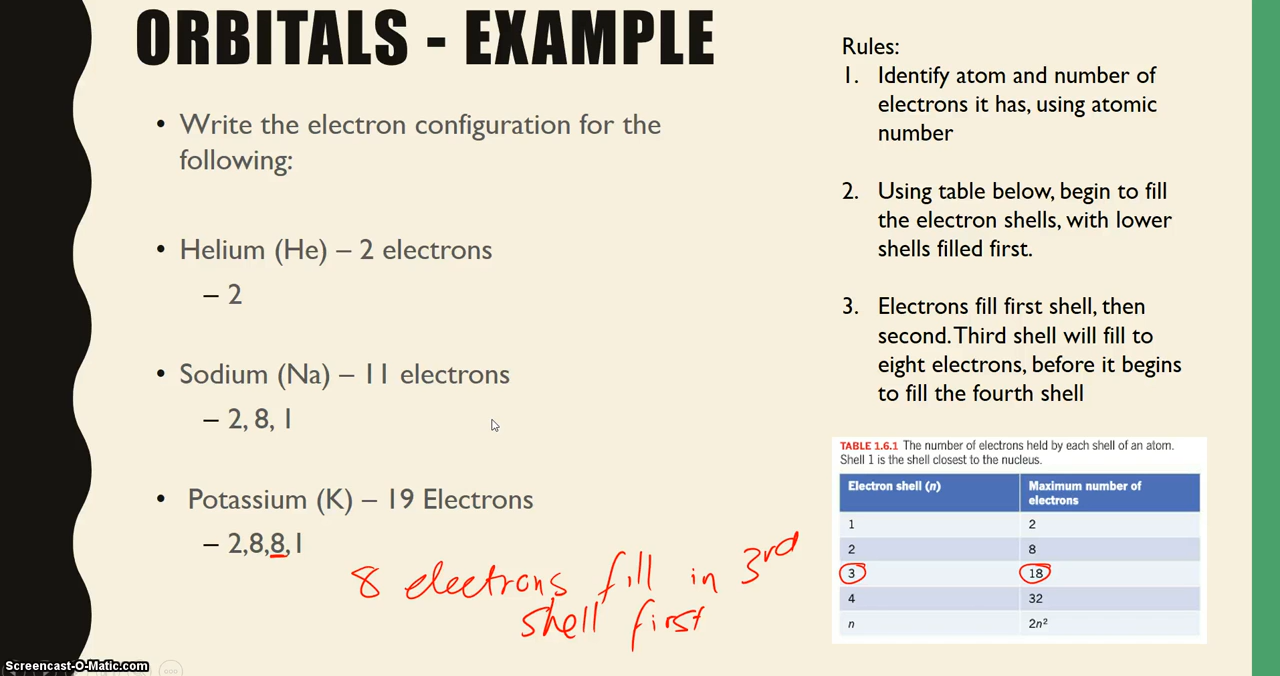 ORBITALS - EXAMPLE
• Write the electron configuration for the
following:
• Helium (He) – 2 electrons
– 2
• Sodium (Na) – 11 electrons
– 2, 8, 1
• Potassium (K) – 19 Electrons
– 2,8,8,1
8 electrons fill in 3rd
shell first
Rules:
1. Identify atom and number of
electrons it has, using atomic
number
2. Using table below, begin to fill
the electron shells, with lower
shells filled first.
3. Electrons fill first shell, then
second. Third shell will fill to
eight electrons, before it begins
to fill the fourth shell
TABLE 1.6.1 The number of electrons held by each shell of an atom.
Shell 1 is the shell closest to the nucleus.
Electron shell (n) Maximum number of
electrons
1 2
2 8
3 18
4 32
n 2n²
Screencast-O-Matic.com